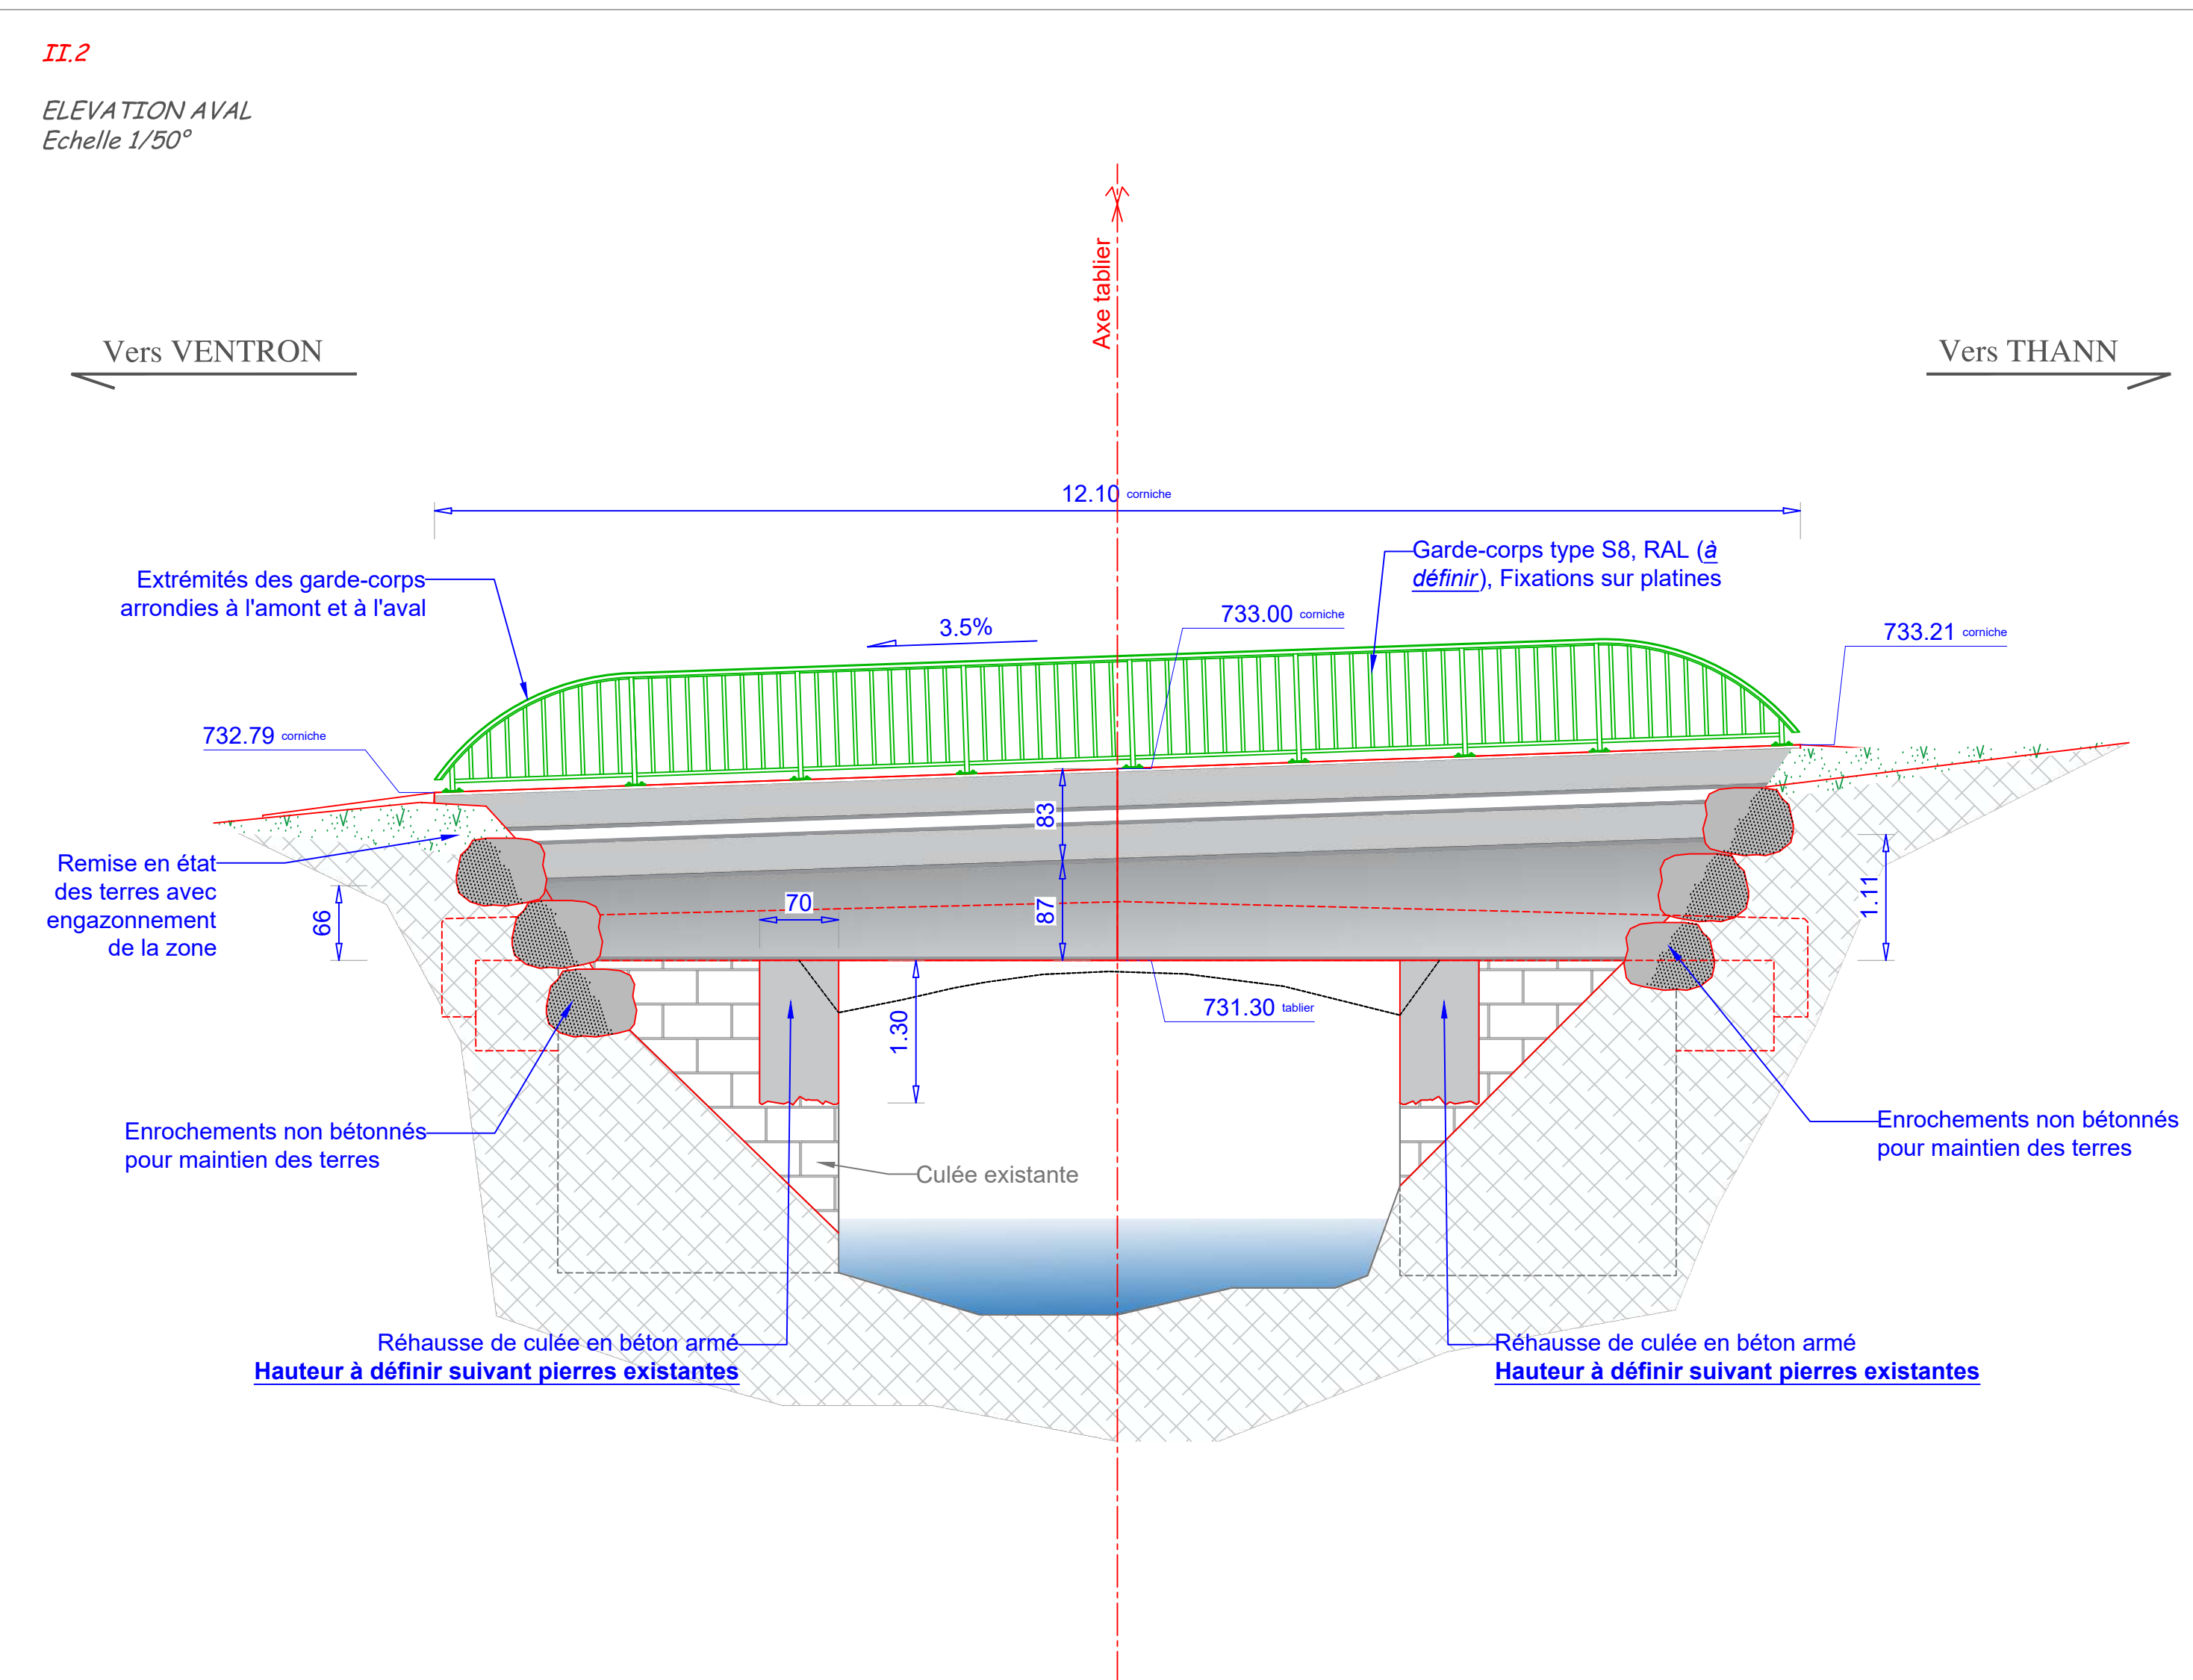 II.2
ELEVATION AVAL
Echelle 1/50°
Axe tablier
Vers VENTRON
Vers THANN
12.10 corniche
Garde-corps type S8, RAL (à
définir), Fixations sur platines
Extrémités des garde-corps
arrondies à l'amont et à l'aval
3.5%
733.00 corniche
733.21 corniche
732.79 corniche
83
Remise en état
des terres avec
engazonnement
de la zone
66
70
87
1.11
1.30
731.30 tablier
Enrochements non bétonnés
pour maintien des terres
Enrochements non bétonnés
pour maintien des terres
Culée existante
Réhausse de culée en béton armé
Hauteur à définir suivant pierres existantes
Réhausse de culée en béton armé
Hauteur à définir suivant pierres existantes